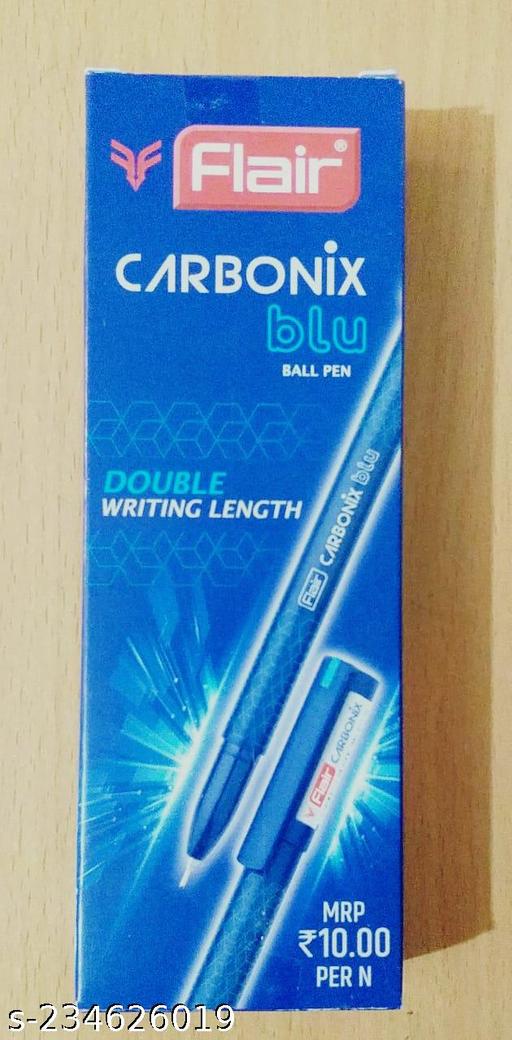 Flair®
CARBONIX
blu
BALL PEN
DOUBLE
WRITING LENGTH
Flair CARBONIX blu
Flair CARBONIX
MRP
₹10.00
PER N
s-234626019